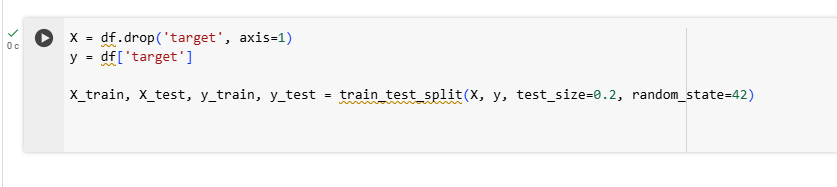 X = df.drop('target', axis=1)
0 с
y = df['target']
X_train, X_test, y_train, y_test = train_test_split(X, y, test_size=0.2, random_state=42)